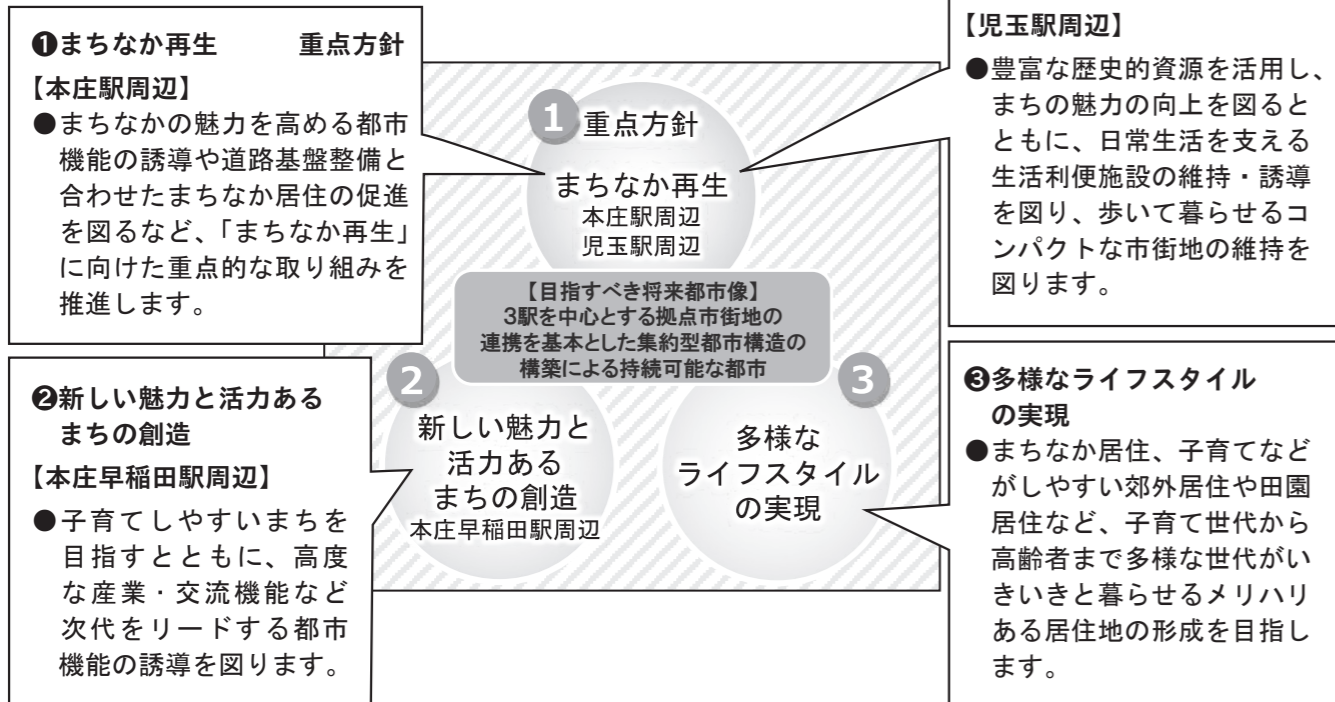 ❶まちなか再生　　　重点方針
【本庄駅周辺】
●まちなかの魅力を高める都市
機能の誘導や道路基盤整備と
合わせたまちなか居住の促進
を図るなど、「まちなか再生」
に向けた重点的な取り組みを
推進します。
【児玉駅周辺】
●豊富な歴史的資源を活用し、
まちの魅力の向上を図ると
ともに、日常生活を支える
生活利便施設の維持・誘導
を図り、歩いて暮らせるコ
ンパクトな市街地の維持を
図ります。
1 重点方針
まちなか再生
本庄駅周辺
児玉駅周辺
【目指すべき将来都市像】
3駅を中心とする拠点市街地の
連携を基本とした集約型都市構造の
構築による持続可能な都市
2
新しい魅力と
活力ある
まちの創造
本庄早稲田駅周辺
3
多様な
ライフスタイル
の実現
❷新しい魅力と活力ある
まちの創造
【本庄早稲田駅周辺】
●子育てしやすいまちを
目指すとともに、高度
な産業・交流機能など
次代をリードする都市
機能の誘導を図ります。
❸多様なライフスタイル
の実現
●まちなか居住、子育てなど
がしやすい郊外居住や田園
居住など、子育て世代から
高齢者まで多様な世代がい
きいきと暮らせるメリハリ
ある居住地の形成を目指し
ます。